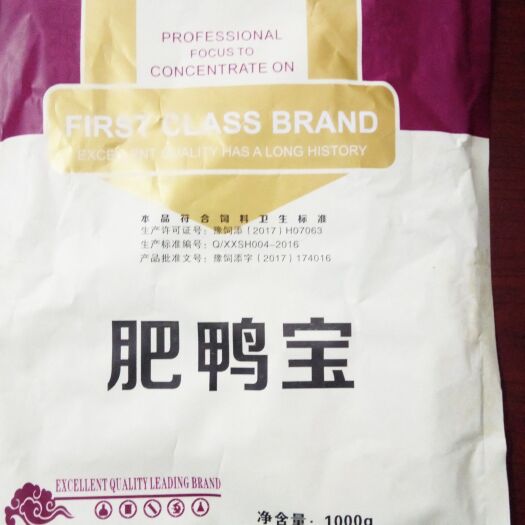 PROFESSIONAL
FOCUS TO
CONCENTRATE ON
FIRST CLASS BRAND
EXCELLENT QUALITY HAS A LONG HISTORY
本品符合饲料卫生标准
生产许可证号：豫饲添（2017）H07063
生产标准编号：Q/XXSH004-2016
产品批准文号：豫饲添字（2017）174016
肥鸭宝
EXCELLENT QUALITY LEADING BRAND
净含量：1000g